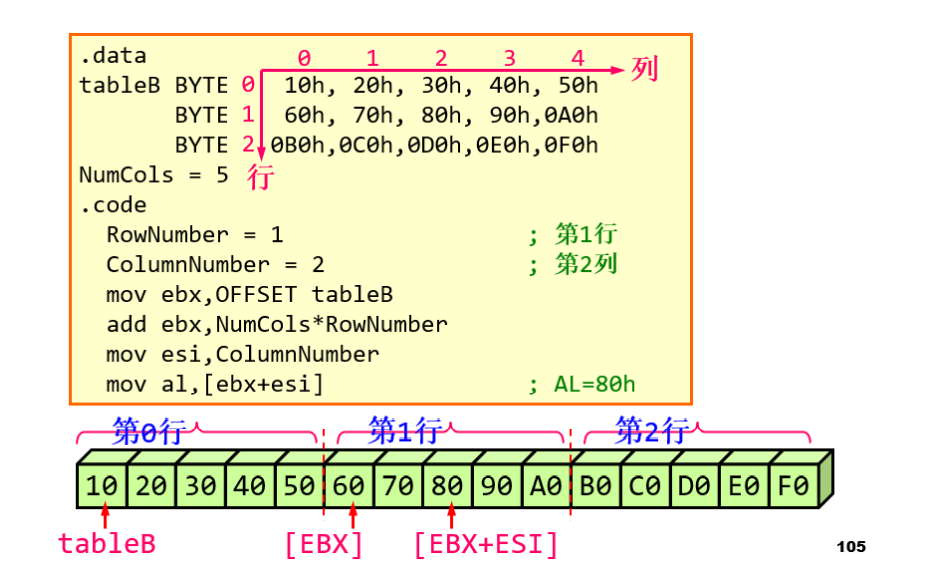 .data 0 1 2 3 4 列
tableB BYTE 0 10h, 20h, 30h, 40h, 50h
BYTE 1 60h, 70h, 80h, 90h,0A0h
BYTE 2 0B0h,0C0h,0D0h,0E0h,0F0h
NumCols = 5 行
.code
RowNumber = 1 ; 第1行
ColumnNumber = 2 ; 第2列
mov ebx,OFFSET tableB
add ebx,NumCols*RowNumber
mov esi,ColumnNumber
mov al,[ebx+esi] ; AL=80h
第0行 第1行 第2行
10 20 30 40 50 60 70 80 90 A0 B0 C0 D0 E0 F0
tableB [EBX] [EBX+ESI]
105